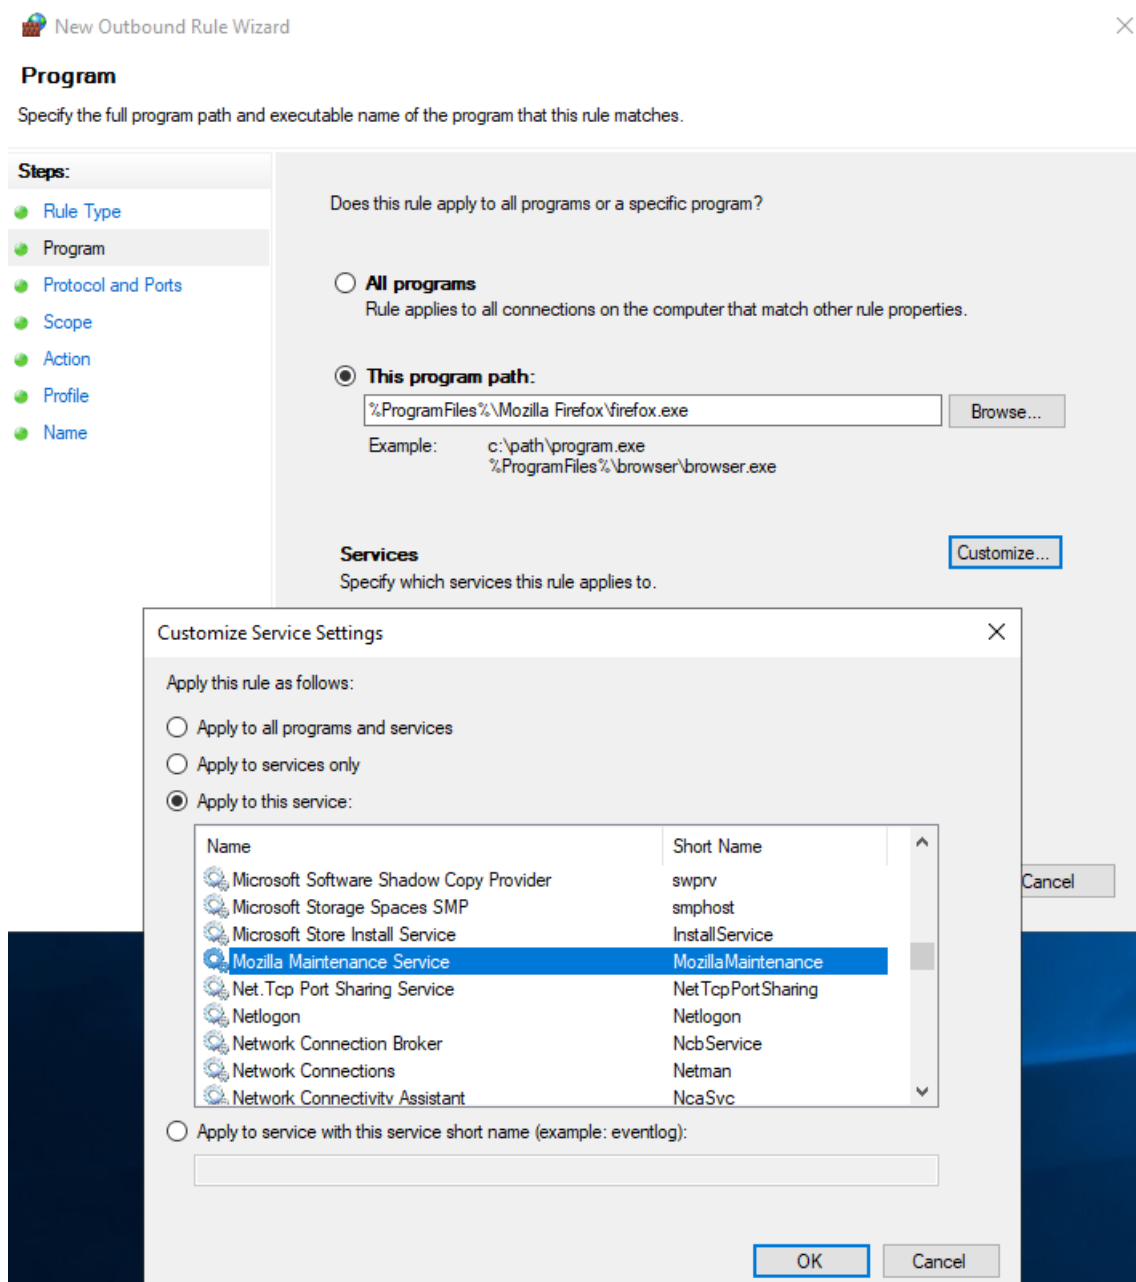 New Outbound Rule Wizard
Program
Specify the full program path and executable name of the program that this rule matches.
Steps:
Rule Type
Program
Protocol and Ports
Scope
Action
Profile
Name
Does this rule apply to all programs or a specific program?
All programs
Rule applies to all connections on the computer that match other rule properties.
This program path:
%ProgramFiles%\Mozilla Firefox\firefox.exe
Browse...
Example: c:\path\program.exe
%ProgramFiles%\browser\browser.exe
Services
Customize...
Specify which services this rule applies to.
Cancel
Customize Service Settings
Apply this rule as follows:
Apply to all programs and services
Apply to services only
Apply to this service:
Name Short Name
Microsoft Software Shadow Copy Provider swprv
Microsoft Storage Spaces SMP smphost
Microsoft Store Install Service InstallService
Mozilla Maintenance Service MozillaMaintenance
Net.Tcp Port Sharing Service NetTcpPortSharing
Netlogon Netlogon
Network Connection Broker NcbService
Network Connections Netman
Network Connectivity Assistant NcaSvc
Apply to service with this service short name (example: eventlog):
OK Cancel